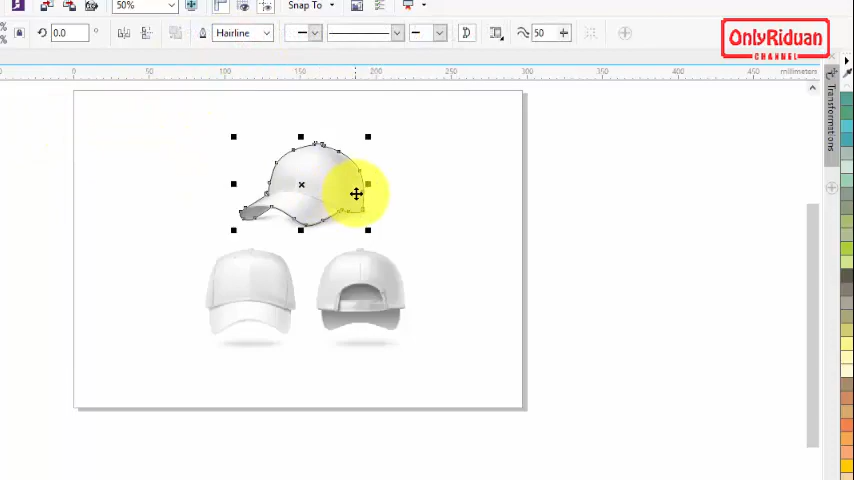 50%
Snap To
OnlyRiduan
CHANNEL
%
%
0.0
Hairline
50
0 50 100 150 200 250 300 350 400 450 millimeters
Transformations